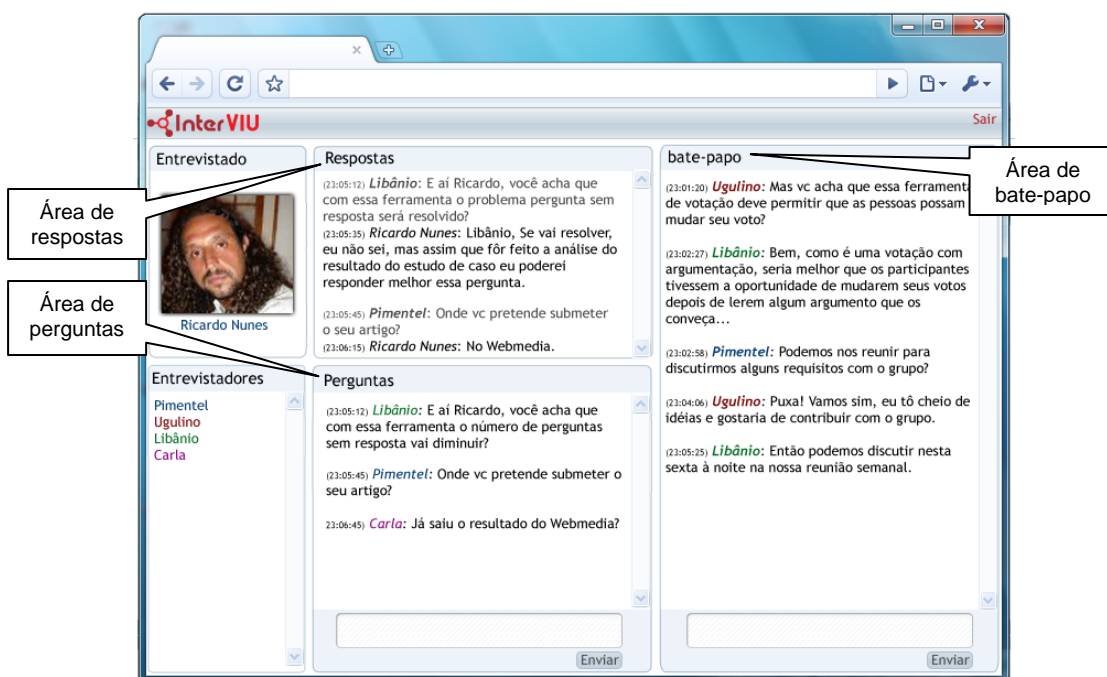 InterVIU
Sair
Entrevistado
Ricardo Nunes
Área de
respostas
Área de
perguntas
Respostas
(23:05:12) Libânio: E aí Ricardo, você acha que
com essa ferramenta o problema pergunta sem
resposta será resolvido?
(23:05:35) Ricardo Nunes: Libânio, Se vai resolver,
eu não sei, mas assim que fôr feito a análise do
resultado do estudo de caso eu poderei
responder melhor essa pergunta.
(23:05:45) Pimentel: Onde vc pretende submeter
o seu artigo?
(23:06:15) Ricardo Nunes: No Webmedia.
Entrevistadores
Pimentel
Ugulino
Libânio
Carla
Perguntas
(23:05:12) Libânio: E aí Ricardo, você acha que
com essa ferramenta o número de perguntas
sem resposta vai diminuir?
(23:05:45) Pimentel: Onde vc pretende submeter o
seu artigo?
23:06:45) Carla: Já saiu o resultado do Webmedia?
Enviar
bate-papo
Área de
bate-papo
(23:01:20) Ugulino: Mas vc acha que essa ferramenta
de votação deve permitir que as pessoas possam
mudar seu voto?
(23:02:27) Libânio: Bem, como é uma votação com
argumentação, seria melhor que os participantes
tivessem a oportunidade de mudarem seus votos
depois de lerem algum argumento que os
conveça...
(23:02:58) Pimentel: Podemos nos reunir para
discutirmos alguns requisitos com o grupo?
(23:04:06) Ugulino: Puxa! Vamos sim, eu tô cheio de
idéias e gostaria de contribuir com o grupo.
(23:05:25) Libânio: Então podemos discutir nesta
sexta à noite na nossa reunião semanal.
Enviar